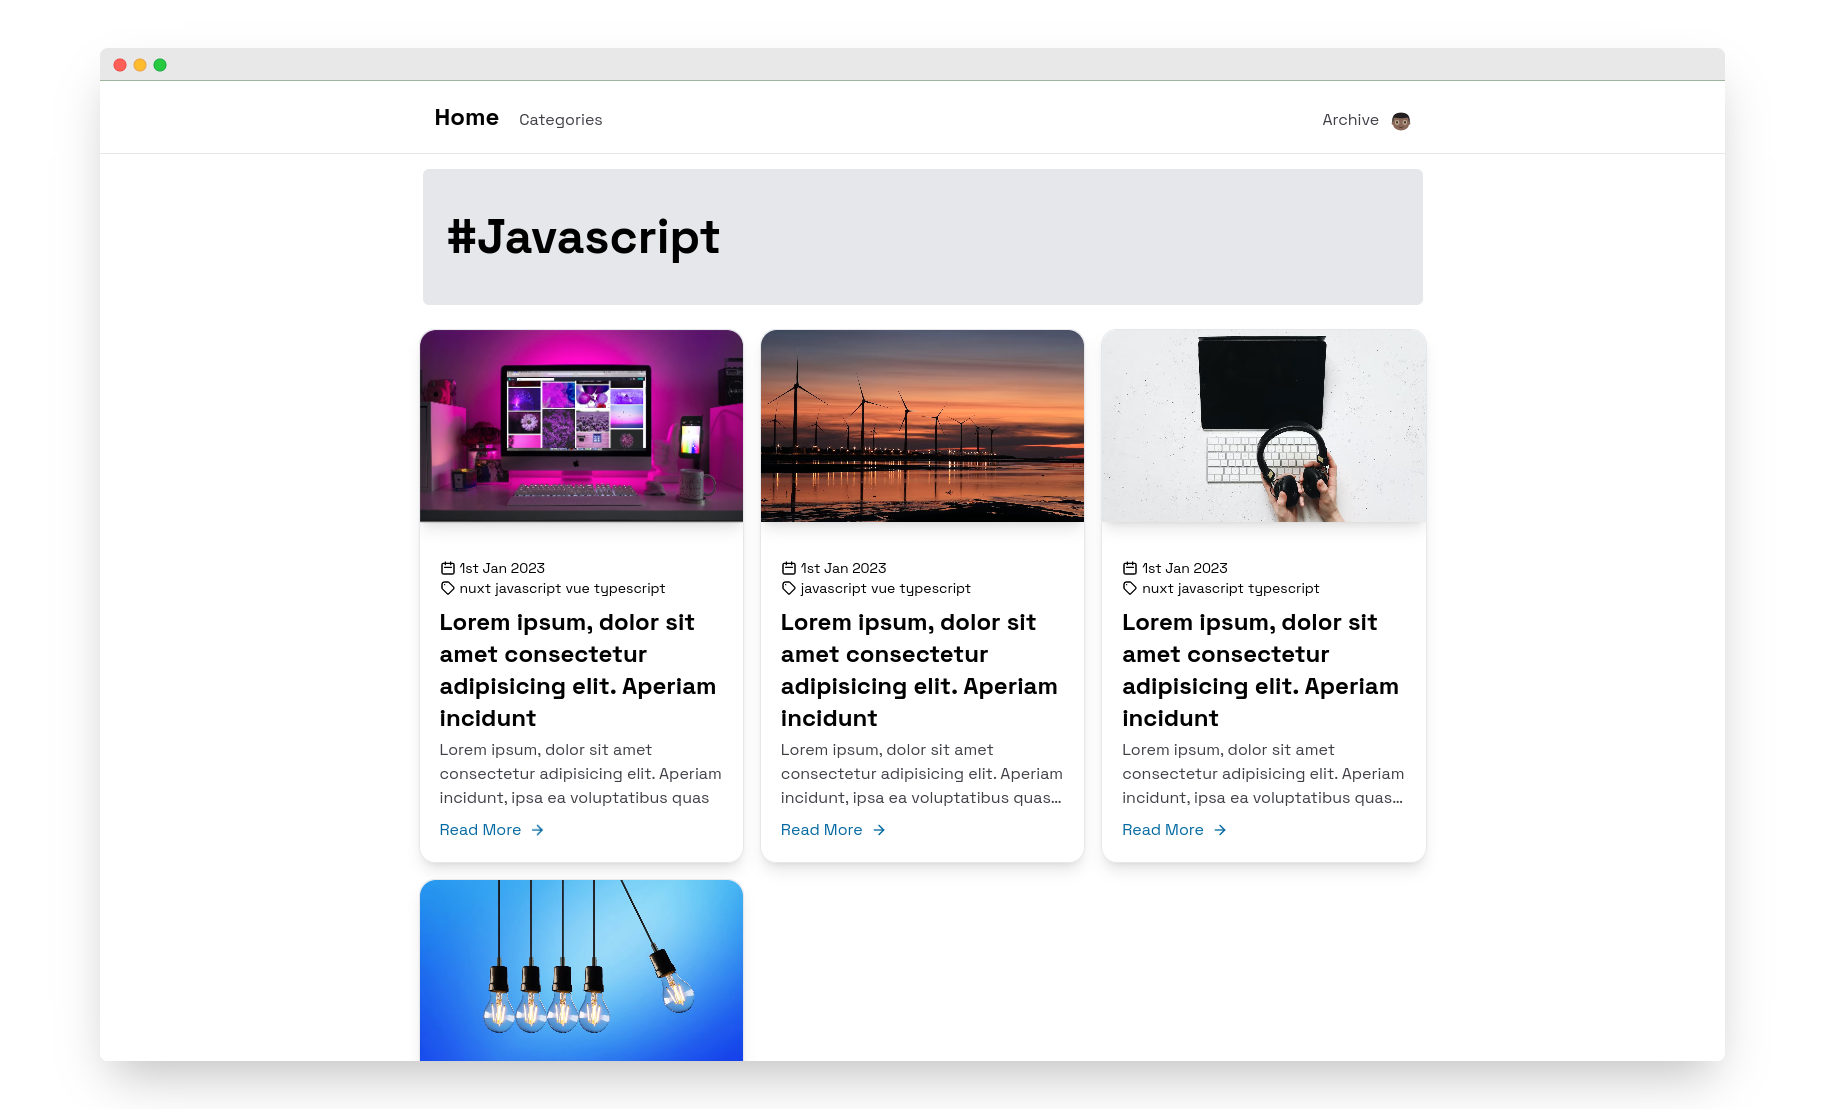 Home Categories Archive
#Javascript
1st Jan 2023
nuxt javascript vue typescript
Lorem ipsum, dolor sit
amet consectetur
adipisicing elit. Aperiam
incidunt
Lorem ipsum, dolor sit amet
consectetur adipisicing elit. Aperiam
incidunt, ipsa ea voluptatibus quas
Read More
1st Jan 2023
javascript vue typescript
Lorem ipsum, dolor sit
amet consectetur
adipisicing elit. Aperiam
incidunt
Lorem ipsum, dolor sit amet
consectetur adipisicing elit. Aperiam
incidunt, ipsa ea voluptatibus quas...
Read More
1st Jan 2023
nuxt javascript typescript
Lorem ipsum, dolor sit
amet consectetur
adipisicing elit. Aperiam
incidunt
Lorem ipsum, dolor sit amet
consectetur adipisicing elit. Aperiam
incidunt, ipsa ea voluptatibus quas...
Read More